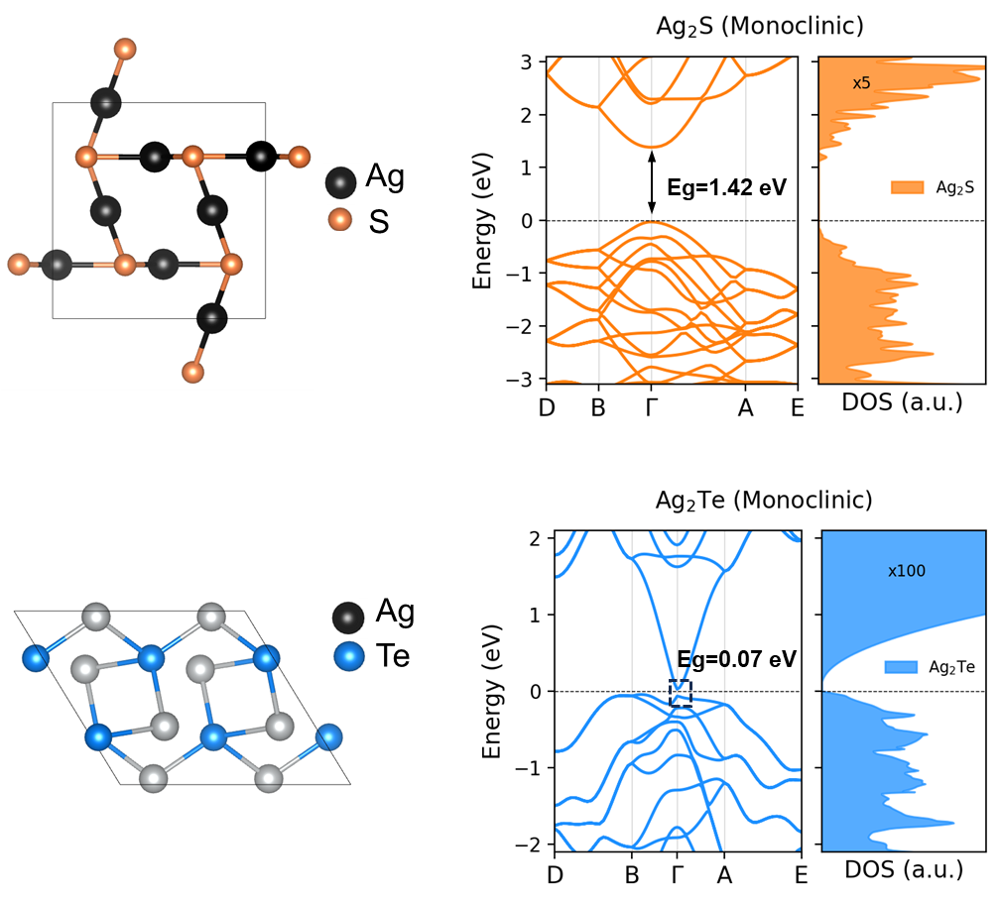 Ag₂S (Monoclinic)
Ag
S
Energy (eV)
3
2
1
0
−1
−2
−3
Eg=1.42 eV
D B Γ A E
x5
Ag₂S
DOS (a.u.)
Ag₂Te (Monoclinic)
Ag
Te
Energy (eV)
2
1
0
−1
−2
Eg=0.07 eV
D B Γ A E
x100
Ag₂Te
DOS (a.u.)